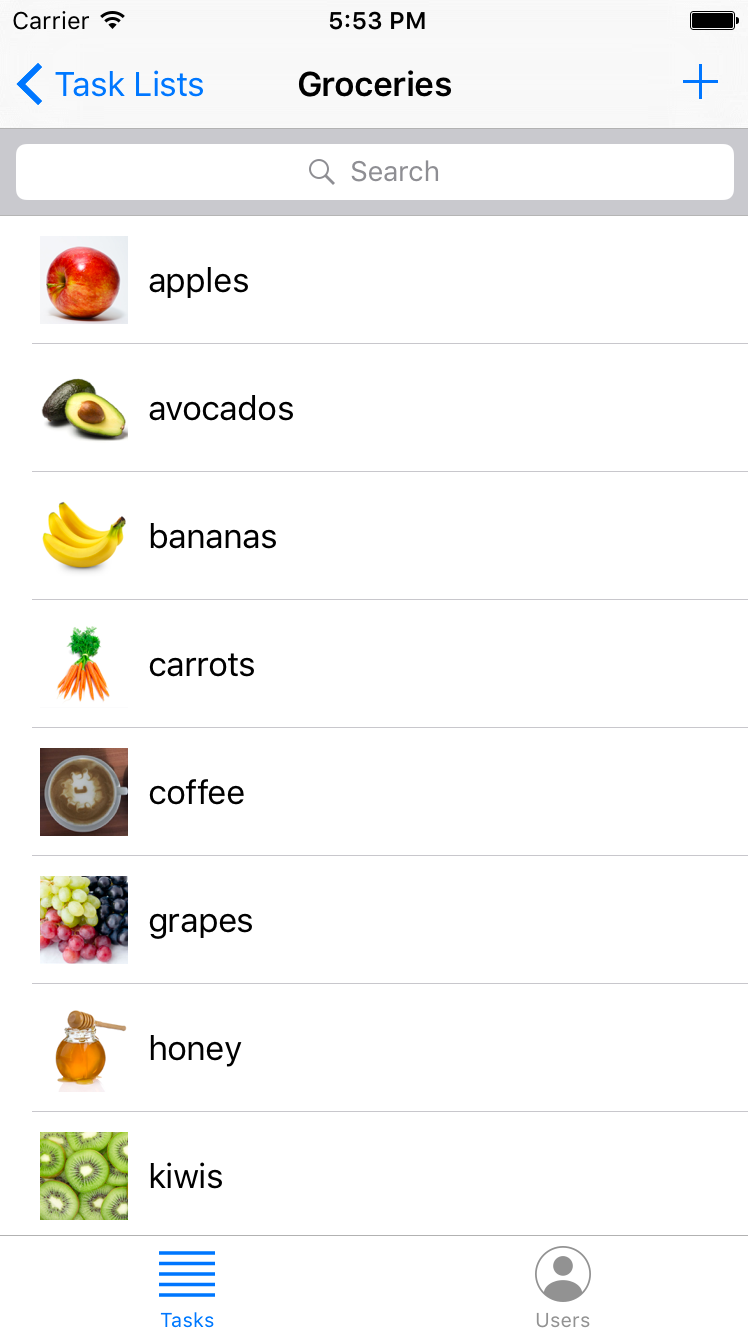 Carrier 5:53 PM
Task Lists Groceries
Search
apples
avocados
bananas
carrots
coffee
grapes
honey
kiwis
Tasks Users